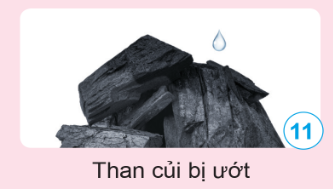 11
Than củi bị ướt